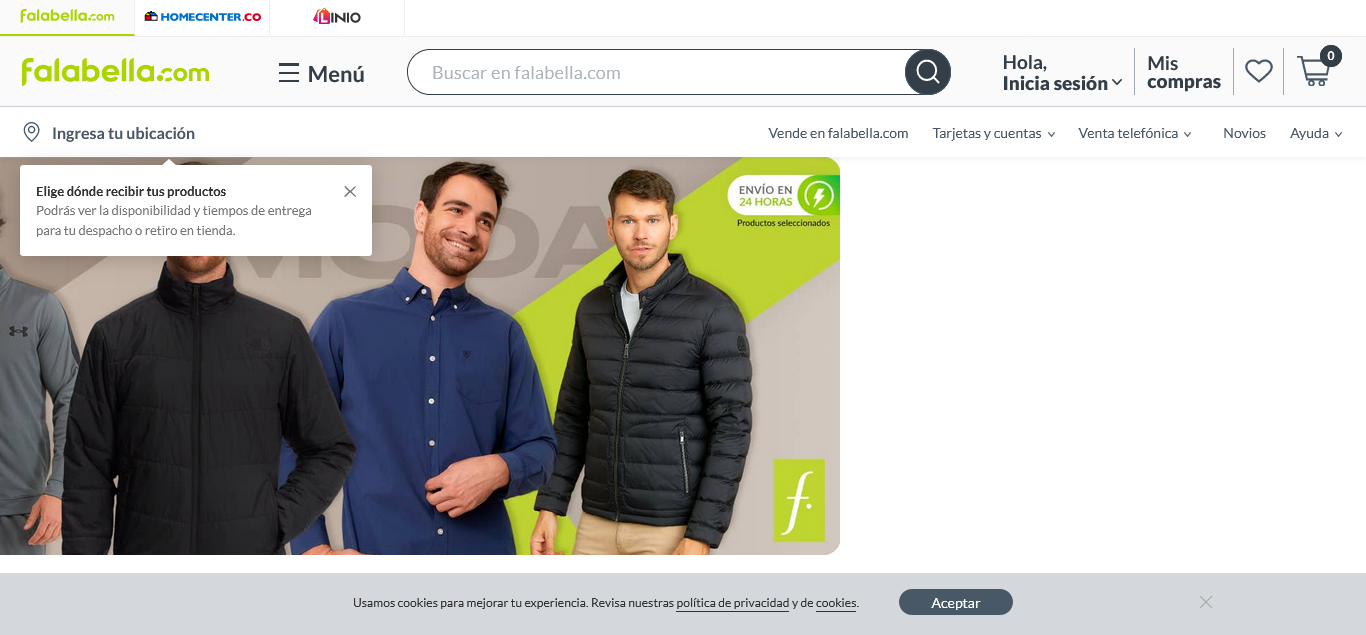 falabella.com
HOMECENTER.CO
LINIO
falabella.com
Menú
Buscar en falabella.com
Hola,
Inicia sesión
Mis
compras
0
Ingresa tu ubicación
Vende en falabella.com
Tarjetas y cuentas
Venta telefónica
Novios
Ayuda
Elige dónde recibir tus productos
Podrás ver la disponibilidad y tiempos de entrega
para tu despacho o retiro en tienda.
MODA
ENVÍO EN
24 HORAS
Productos seleccionados
f.
Usamos cookies para mejorar tu experiencia. Revisa nuestras política de privacidad y de cookies.
Aceptar